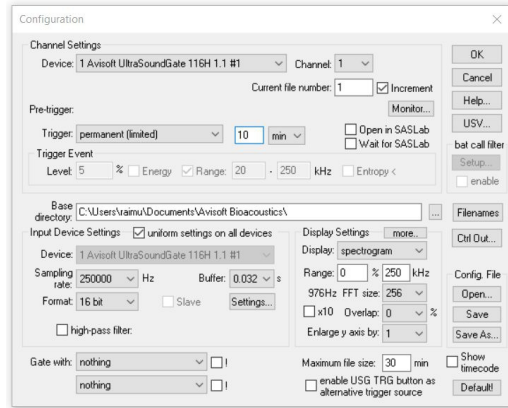 Configuration
Channel Settings
Device: 1 Avisoft UltraSoundGate 116H 1.1 #1 Channel: 1
Current file number: 1 Increment
Pre-trigger: Monitor...
Trigger: permanent (limited) 10 min Open in SASLab
Wait for SASLab
Trigger Event
Level: 5 % Energy Range: 20 - 250 kHz Entropy <
Base directory: C:\Users\raimu\Documents\Avisoft Bioacoustics\ ...
Input Device Settings uniform settings on all devices
Device: 1 Avisoft UltraSoundGate 116H 1.1 #1
Sampling rate: 250000 Hz Buffer: 0.032 s
Format: 16 bit Slave Settings...
high-pass filter:
Display Settings more..
Display: spectrogram
Range: 0 % 250 kHz
976Hz FFT size: 256
x10 Overlap: 0 %
Enlarge y axis by: 1
Gate with: nothing !
nothing !
Maximum file size: 30 min
enable USG TRG button as
alternative trigger source
OK
Cancel
Help...
USV...
bat call filter
Setup...
enable
Filenames
Ctrl Out...
Config. File
Open...
Save
Save As...
Show
timecode
Default!